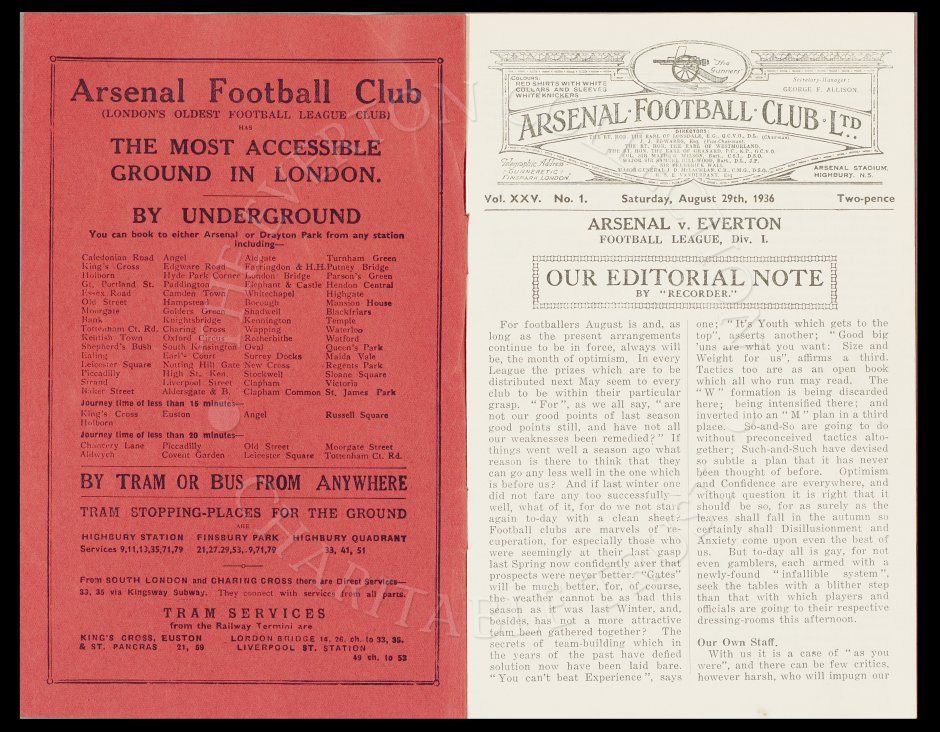 Arsenal Football Club
(LONDON'S OLDEST FOOTBALL LEAGUE CLUB)
HAS
THE MOST ACCESSIBLE
GROUND IN LONDON.
BY UNDERGROUND
You can book to either Arsenal or Drayton Park from any station
including—
Caledonian Road Angel Aldgate Turnham Green
King's Cross Edgware Road Farringdon & H.H. Putney Bridge
Holborn Hyde Park Corner London Bridge Parson's Green
Gt. Portland St. Paddington Elephant & Castle Hendon Central
Essex Road Camden Town Whitechapel Highgate
Old Street Hampstead Borough Mansion House
Moorgate Golders Green Shadwell Blackfriars
Bank Knightsbridge Kennington Temple
Tottenham Ct. Rd. Charing Cross Wapping Waterloo
Kentish Town Oxford Circus Rotherhithe Watford
Shepherd's Bush South Kensington Oval Queen's Park
Ealing Earl's Court Surrey Docks Maida Vale
Leicester Square Notting Hill Gate New Cross Regents Park
Piccadilly High St. Ken. Stockwell Sloane Square
Strand Liverpool Street Clapham Victoria
Baker Street Aldersgate & B. Clapham Common St. James Park
Journey time of less than 15 minutes—
King's Cross Euston Angel Russell Square
Holborn
Journey time of less than 20 minutes—
Chancery Lane Piccadilly Old Street Moorgate Street
Aldwych Covent Garden Leicester Square Tottenham Ct. Rd.
BY TRAM OR BUS FROM ANYWHERE
TRAM STOPPING-PLACES FOR THE GROUND
ARE
HIGHBURY STATION FINSBURY PARK HIGHBURY QUADRANT
Services 9,11,13,35,71,79 21,27,29,53,.9,71,79 33, 41, 51
From SOUTH LONDON and CHARING CROSS there are Direct Services—
33, 35 via Kingsway Subway. They connect with services from all parts.
TRAM SERVICES
from the Railway Termini are
KING'S CROSS, EUSTON LONDON BRIDGE 14, 26, ch. to 33, 35.
& ST. PANCRAS 21, 59 LIVERPOOL ST. STATION
49 ch. to 53
The
Gunners
COLOURS:
RED SHIRTS WITH WHITE
COLLARS AND SLEEVES
WHITE KNICKERS
Secretary-Manager:
GEORGE F. ALLISON.
ARSENAL·FOOTBALL·CLUB·LTD.
DIRECTORS:
THE RT. HON. THE EARL OF LONSDALE, K.G., G.C.V.O., D.L. (Chairman)
J. J. EDWARDS, Esq. (Vice-Chairman).
THE RT. HON. THE EARL OF WESTMORLAND.
THE RT. HON. THE EARL OF GRANARD, P.C., K.P., G.C.V.O.
Telegraphic Address
"GUNNERETIC"
FINSPARK LONDON
ARSENAL STADIUM,
HIGHBURY, N.5.
Vol. XXV. No. 1. Saturday, August 29th, 1936 Two-pence
ARSENAL v. EVERTON
FOOTBALL LEAGUE, Div. I.
OUR EDITORIAL NOTE
BY "RECORDER."
For footballers August is and, as
long as the present arrangements
continue to be in force, always will
be, the month of optimism. In every
League the prizes which are to be
distributed next May seem to every
club to be within their particular
grasp. "For", as we all say, "are
not our good points of last season
good points still, and have not all
our weaknesses been remedied?" If
things went well a season ago what
reason is there to think that they
can go any less well in the one which
is before us? And if last winter one
did not fare any too successfully—
well, what of it, for do we not start
again to-day with a clean sheet?
Football clubs are marvels of re-
cuperation, for especially those who
were seemingly at their last gasp
last Spring now confidently aver that
prospects were never better. "Gates"
will be much better, for, of course,
the weather cannot be as bad this
season as it was last Winter, and,
besides, has not a more attractive
team been gathered together? The
secrets of team-building which in
the years of the past have defied
solution now have been laid bare.
"You can't beat Experience", says
one; "It's Youth which gets to the
top", asserts another; "Good big
'uns are what you want: Size and
Weight for us", affirms a third.
Tactics too are as an open book
which all who run may read. The
"W" formation is being discarded
here; being intensified there; and
inverted into an "M" plan in a third
place. So-and-So are going to do
without preconceived tactics alto-
gether; Such-and-Such have devised
so subtle a plan that it has never
been thought of before. Optimism
and Confidence are everywhere, and
without question it is right that it
should be so, for as surely as the
leaves shall fall in the autumn so
certainly shall Disillusionment and
Anxiety come upon even the best of
us. But to-day all is gay, for not
even gamblers, each armed with a
newly-found "infallible system",
seek the tables with a blither step
than that with which players and
officials are going to their respective
dressing-rooms this afternoon.
Our Own Staff.
With us it is a case of "as you
were", and there can be few critics,
however harsh, who will impugn our